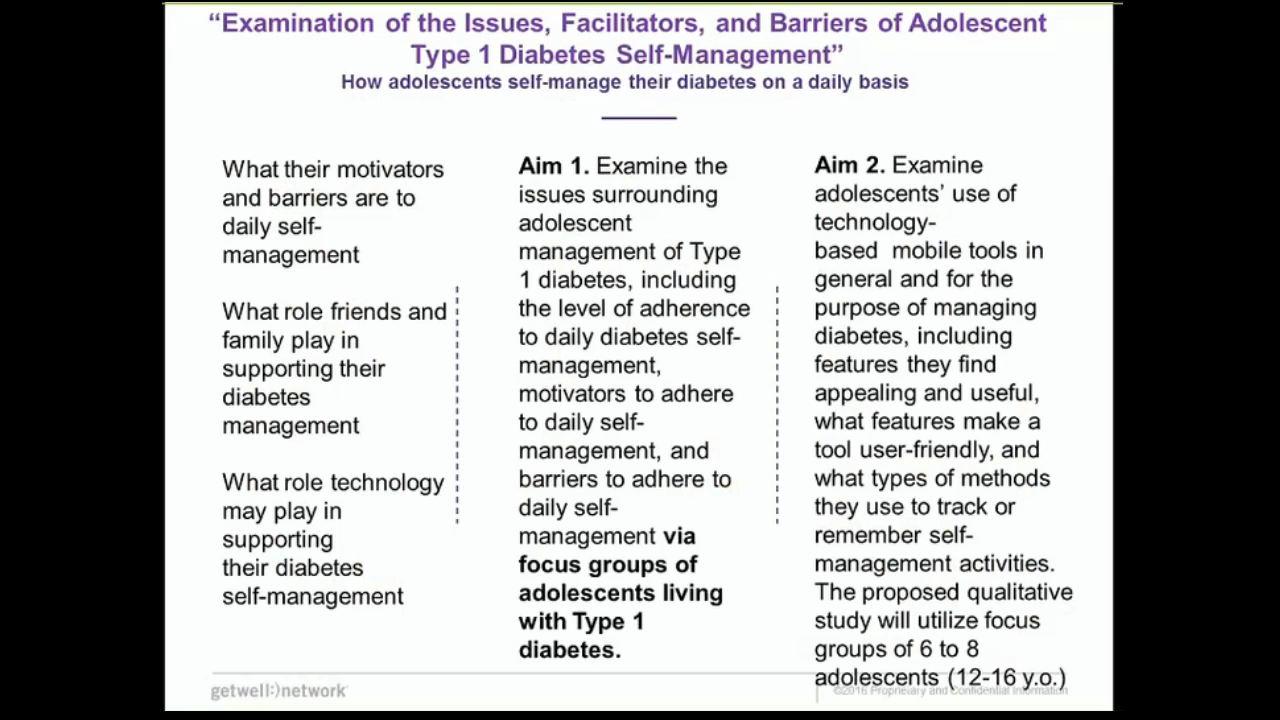 “Examination of the Issues, Facilitators, and Barriers of Adolescent
Type 1 Diabetes Self-Management”
How adolescents self-manage their diabetes on a daily basis
What their motivators
and barriers are to
daily self-
management
What role friends and
family play in
supporting their
diabetes
management
What role technology
may play in
supporting
their diabetes
self-management
Aim 1. Examine the
issues surrounding
adolescent
management of Type
1 diabetes, including
the level of adherence
to daily diabetes self-
management,
motivators to adhere
to daily self-
management, and
barriers to adhere to
daily self-
management via
focus groups of
adolescents living
with Type 1
diabetes.
Aim 2. Examine
adolescents’ use of
technology-
based  mobile tools in
general and for the
purpose of managing
diabetes, including
features they find
appealing and useful,
what features make a
tool user-friendly, and
what types of methods
they use to track or
remember self-
management activities.
The proposed qualitative
study will utilize focus
groups of 6 to 8
adolescents (12-16 y.o.)
getwell:)network
©2016 Proprietary and Confidential Information